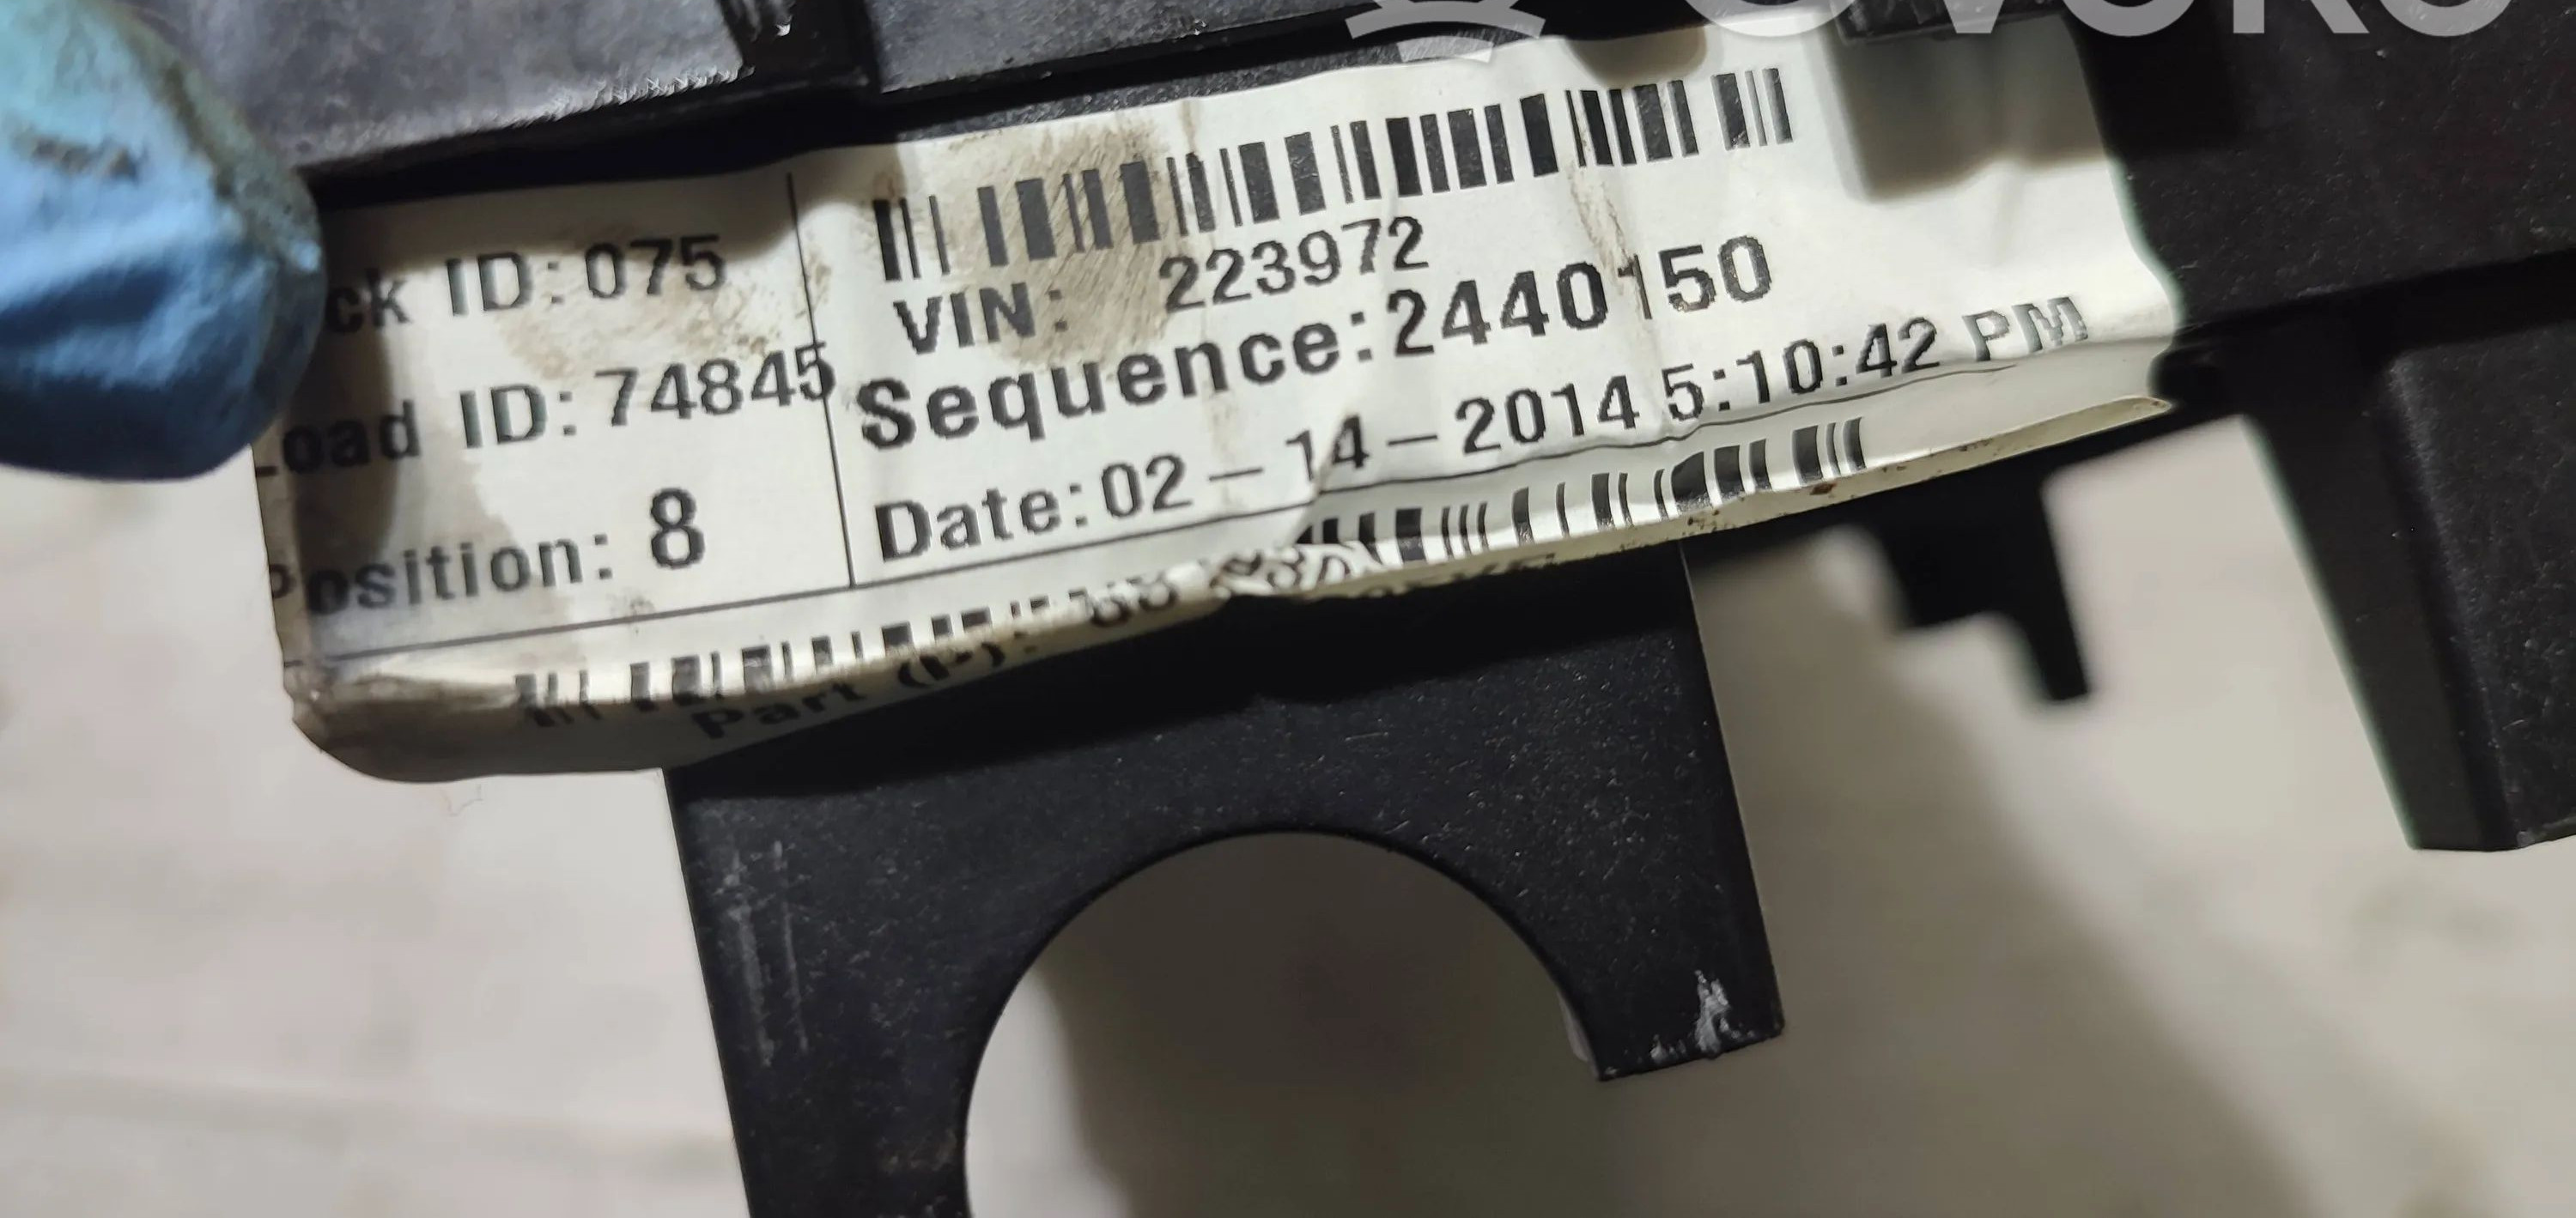 ck ID: 075
oad ID: 74845
Position: 8
VIN: 223972
Sequence: 2440150
Date: 02-14-2014 5:10:42 PM
Part (P):